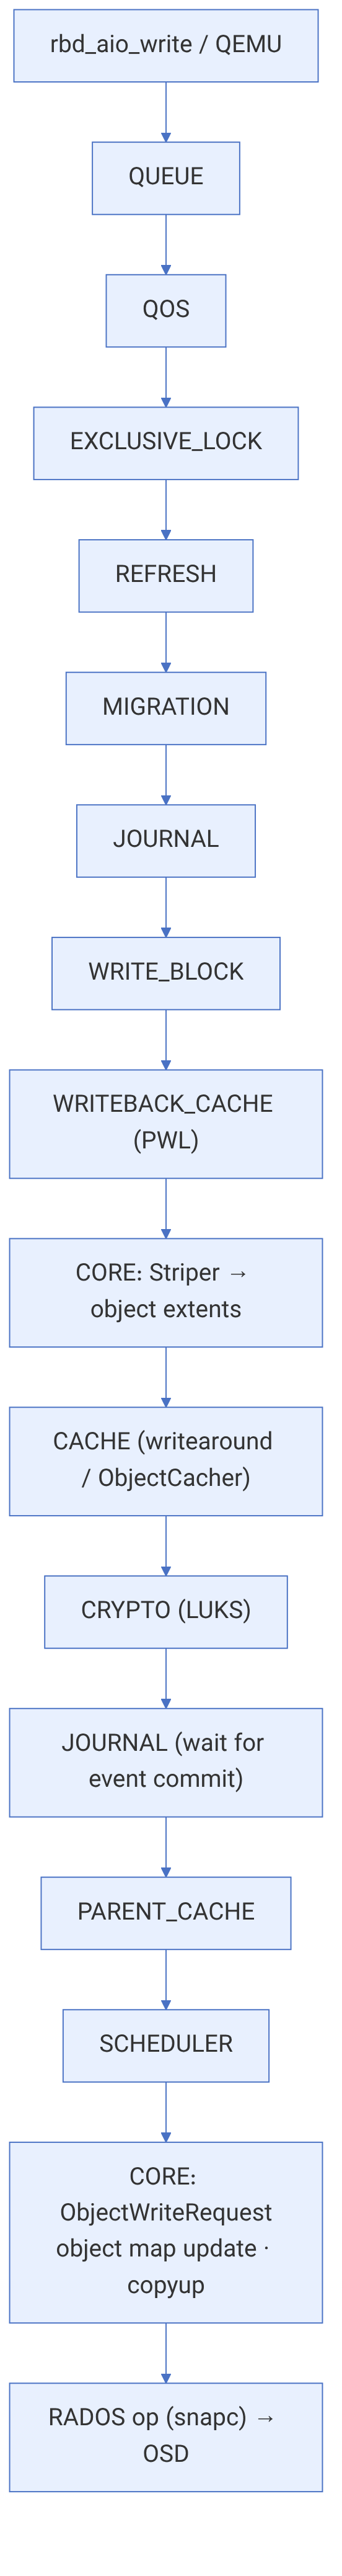 rbd_aio_write / QEMU
QUEUE
QOS
EXCLUSIVE_LOCK
REFRESH
MIGRATION
JOURNAL
WRITE_BLOCK
WRITEBACK_CACHE
(PWL)
CORE: Striper →
object extents
CACHE (writearound
/ ObjectCacher)
CRYPTO (LUKS)
JOURNAL (wait for
event commit)
PARENT_CACHE
SCHEDULER
CORE:
ObjectWriteRequest
object map update ·
copyup
RADOS op (snapc) →
OSD